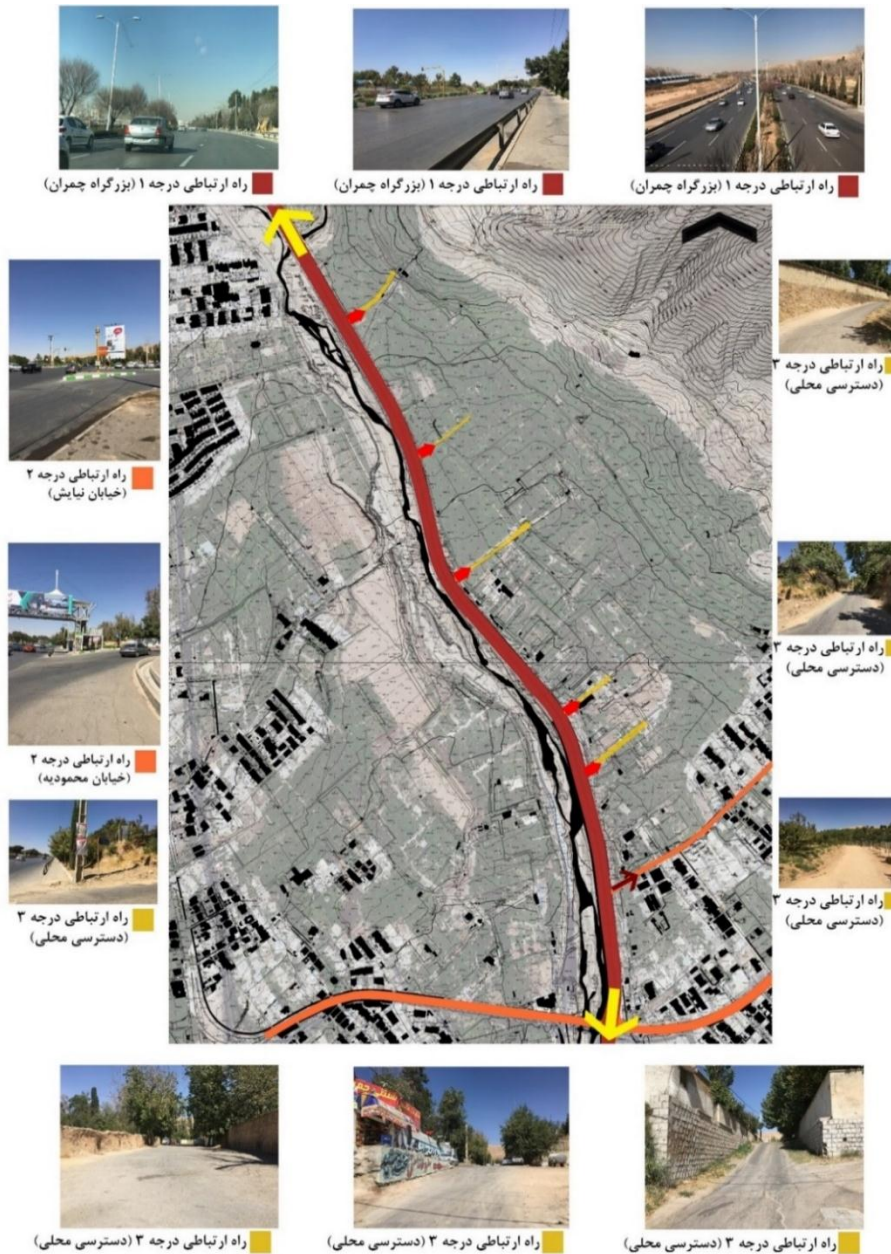 راه ارتباطی درجه ۱ (بزرگراه چمران)
راه ارتباطی درجه ۱ (بزرگراه چمران)
راه ارتباطی درجه ۱ (بزرگراه چمران)
راه ارتباطی درجه ۳
(دسترسی محلی)
راه ارتباطی درجه ۲
(خیابان نیایش)
راه ارتباطی درجه ۳
(دسترسی محلی)
راه ارتباطی درجه ۲
(خیابان محمودیه)
راه ارتباطی درجه ۳
(دسترسی محلی)
راه ارتباطی درجه ۳
(دسترسی محلی)
راه ارتباطی درجه ۳ (دسترسی محلی)
راه ارتباطی درجه ۳ (دسترسی محلی)
راه ارتباطی درجه ۳ (دسترسی محلی)